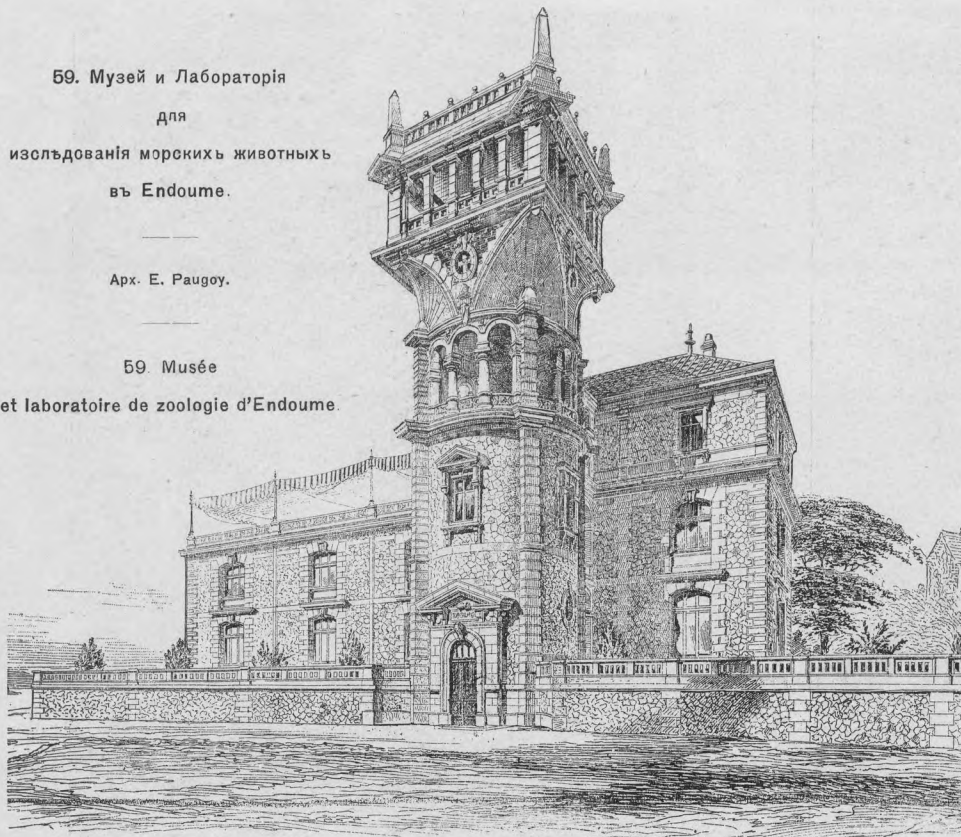 59. Музей и Лабораторія
для
изслѣдованія морскихъ животныхъ
въ Endoume.
Арх. E. Paugoy.
59. Musée
et laboratoire de zoologie d'Endoume.